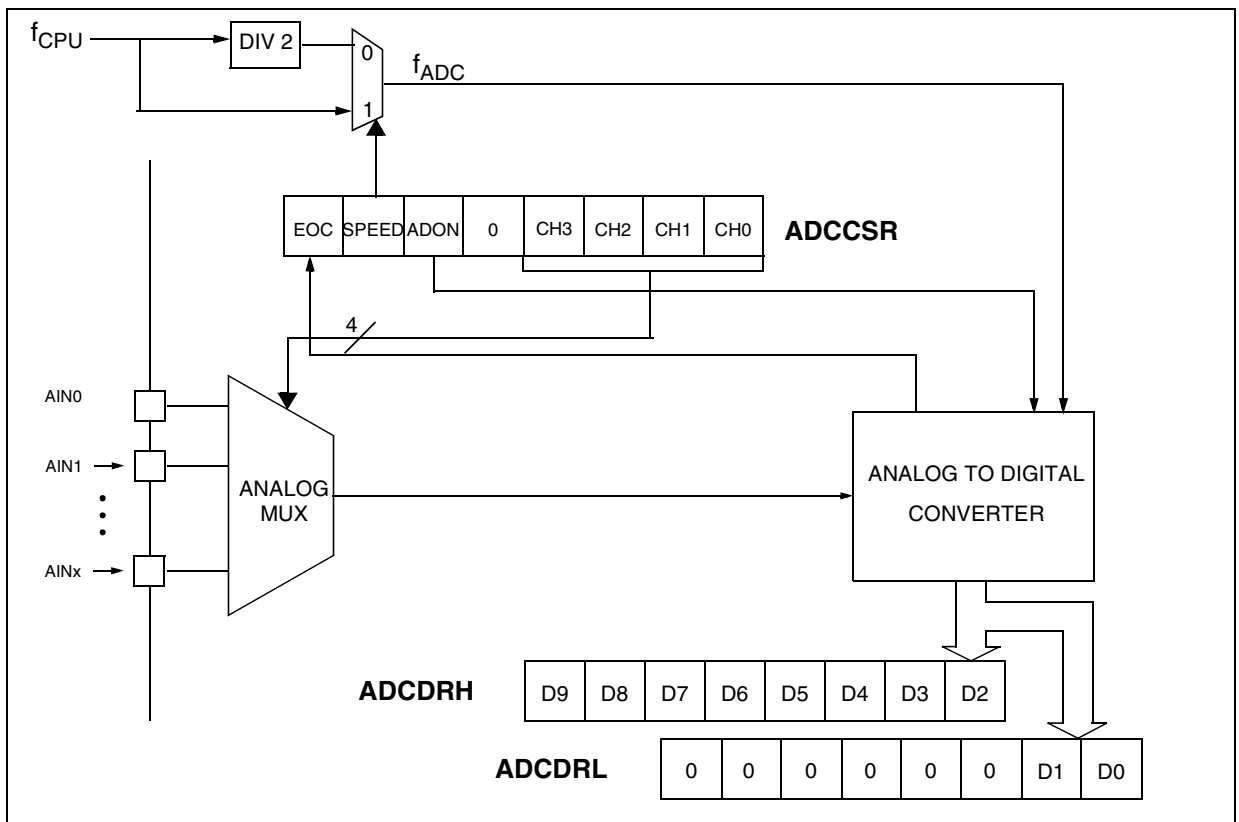 fCPU
DIV 2
0
fADC
1
EOC SPEED ADON 0 CH3 CH2 CH1 CH0 ADCCSR
4
AIN0
AIN1
AINx
ANALOG
MUX
ANALOG TO DIGITAL
CONVERTER
ADCDRH D9 D8 D7 D6 D5 D4 D3 D2
ADCDRL 0 0 0 0 0 0 D1 D0